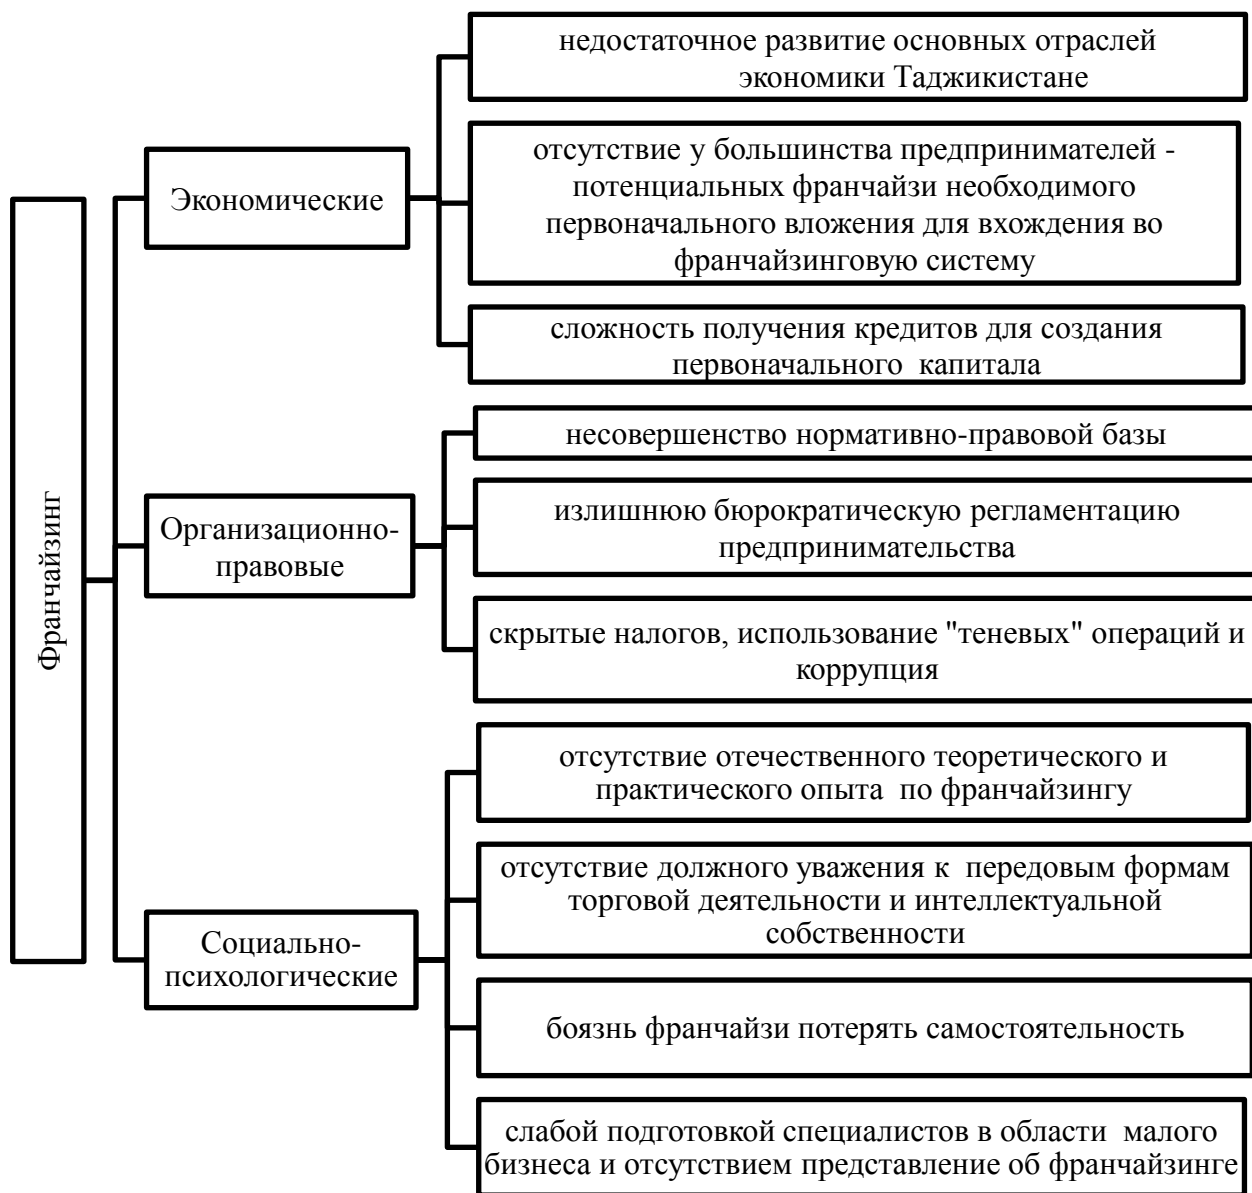 Франчайзинг
Экономические
недостаточное развитие основных отраслей
экономики Таджикистане
отсутствие у большинства предпринимателей -
потенциальных франчайзи необходимого
первоначального вложения для вхождения во
франчайзинговую систему
сложность получения кредитов для создания
первоначального капитала
Организационно-
правовые
несовершенство нормативно-правовой базы
излишнюю бюрократическую регламентацию
предпринимательства
скрытые налогов, использование "теневых" операций и
коррупция
Социально-
психологические
отсутствие отечественного теоретического и
практического опыта по франчайзингу
отсутствие должного уважения к передовым формам
торговой деятельности и интеллектуальной
собственности
боязнь франчайзи потерять самостоятельность
слабой подготовкой специалистов в области малого
бизнеса и отсутствием представление об франчайзинге